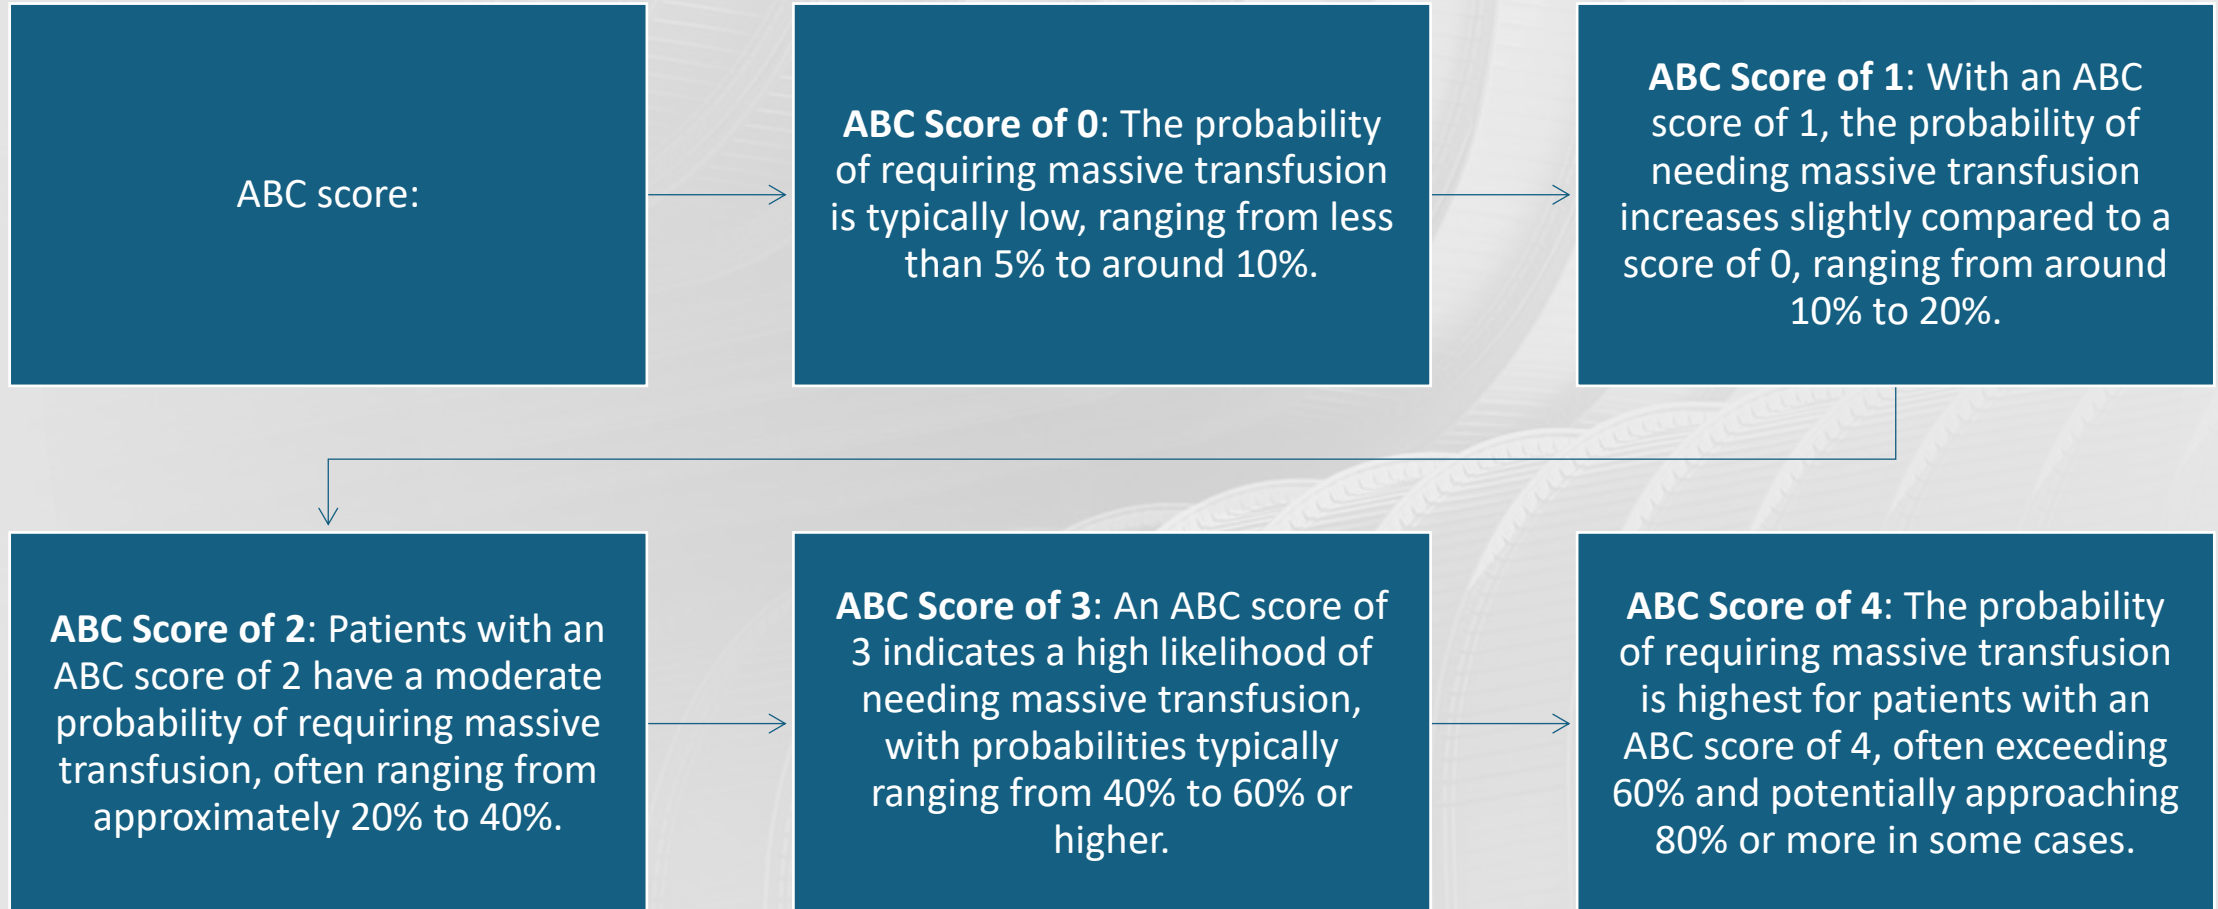 ABC score:
ABC Score of 0: The probability
of requiring massive transfusion
is typically low, ranging from less
than 5% to around 10%.
ABC Score of 1: With an ABC
score of 1, the probability of
needing massive transfusion
increases slightly compared to a
score of 0, ranging from around
10% to 20%.
ABC Score of 2: Patients with an
ABC score of 2 have a moderate
probability of requiring massive
transfusion, often ranging from
approximately 20% to 40%.
ABC Score of 3: An ABC score of
3 indicates a high likelihood of
needing massive transfusion,
with probabilities typically
ranging from 40% to 60% or
higher.
ABC Score of 4: The probability
of requiring massive transfusion
is highest for patients with an
ABC score of 4, often exceeding
60% and potentially approaching
80% or more in some cases.